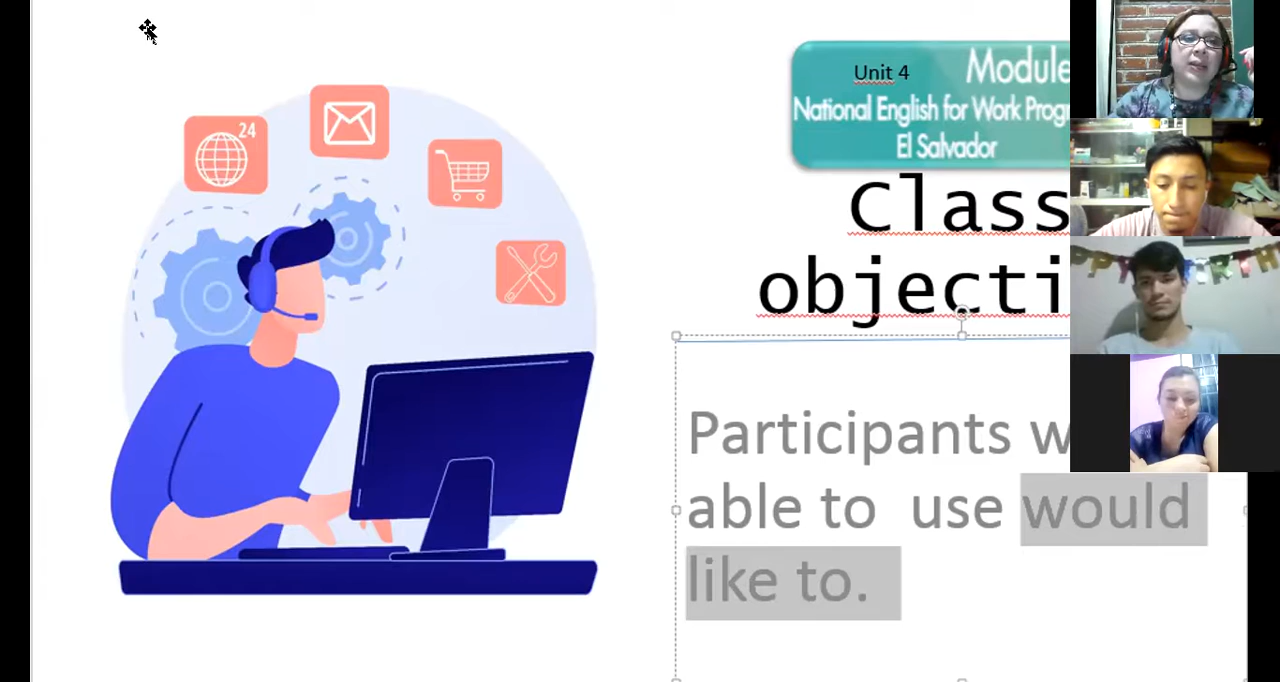 24
Unit 4 Module
National English for Work Prog
El Salvador
Class
objecti
Participants w
able to use would
like to.